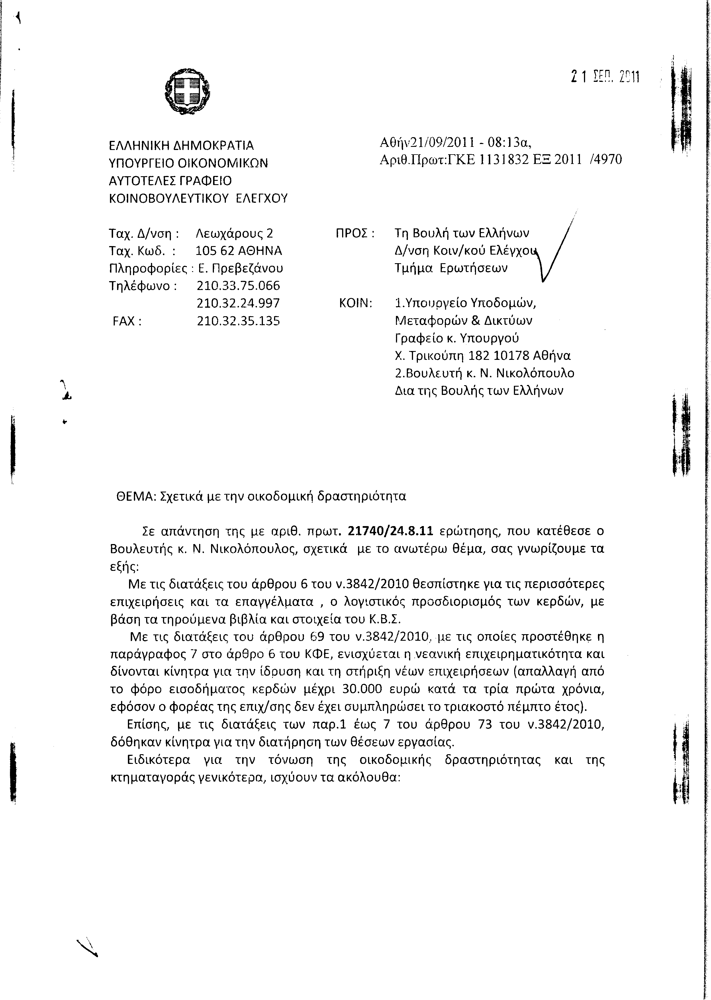 21 ΣΕΠ. 2011
ΕΛΛΗΝΙΚΗ ΔΗΜΟΚΡΑΤΙΑ
ΥΠΟΥΡΓΕΙΟ ΟΙΚΟΝΟΜΙΚΩΝ
ΑΥΤΟΤΕΛΕΣ ΓΡΑΦΕΙΟ
ΚΟΙΝΟΒΟΥΛΕΥΤΙΚΟΥ ΕΛΕΓΧΟΥ
Αθήν21/09/2011 - 08:13α,
Αριθ.Πρωτ:ΓΚΕ 1131832 ΕΞ 2011 /4970
Ταχ. Δ/νση : Λεωχάρους 2
Ταχ. Κωδ. : 105 62 ΑΘΗΝΑ
Πληροφορίες : Ε. Πρεβεζάνου
Τηλέφωνο : 210.33.75.066
210.32.24.997
FAX : 210.32.35.135
ΠΡΟΣ : Τη Βουλή των Ελλήνων
Δ/νση Κοιν/κού Ελέγχου
Τμήμα Ερωτήσεων
ΚΟΙΝ: 1.Υπουργείο Υποδομών,
Μεταφορών & Δικτύων
Γραφείο κ. Υπουργού
Χ. Τρικούπη 182 10178 Αθήνα
2.Βουλευτή κ. Ν. Νικολόπουλο
Δια της Βουλής των Ελλήνων
ΘΕΜΑ: Σχετικά με την οικοδομική δραστηριότητα
Σε απάντηση της με αριθ. πρωτ. 21740/24.8.11 ερώτησης, που κατέθεσε ο
Βουλευτής κ. Ν. Νικολόπουλος, σχετικά με το ανωτέρω θέμα, σας γνωρίζουμε τα
εξής:
Με τις διατάξεις του άρθρου 6 του ν.3842/2010 θεσπίστηκε για τις περισσότερες
επιχειρήσεις και τα επαγγέλματα , ο λογιστικός προσδιορισμός των κερδών, με
βάση τα τηρούμενα βιβλία και στοιχεία του Κ.Β.Σ.
Με τις διατάξεις του άρθρου 69 του ν.3842/2010, με τις οποίες προστέθηκε η
παράγραφος 7 στο άρθρο 6 του ΚΦΕ, ενισχύεται η νεανική επιχειρηματικότητα και
δίνονται κίνητρα για την ίδρυση και τη στήριξη νέων επιχειρήσεων (απαλλαγή από
το φόρο εισοδήματος κερδών μέχρι 30.000 ευρώ κατά τα τρία πρώτα χρόνια,
εφόσον ο φορέας της επιχ/σης δεν έχει συμπληρώσει το τριακοστό πέμπτο έτος).
Επίσης, με τις διατάξεις των παρ.1 έως 7 του άρθρου 73 του ν.3842/2010,
δόθηκαν κίνητρα για την διατήρηση των θέσεων εργασίας.
Ειδικότερα για την τόνωση της οικοδομικής δραστηριότητας και της
κτηματαγοράς γενικότερα, ισχύουν τα ακόλουθα: